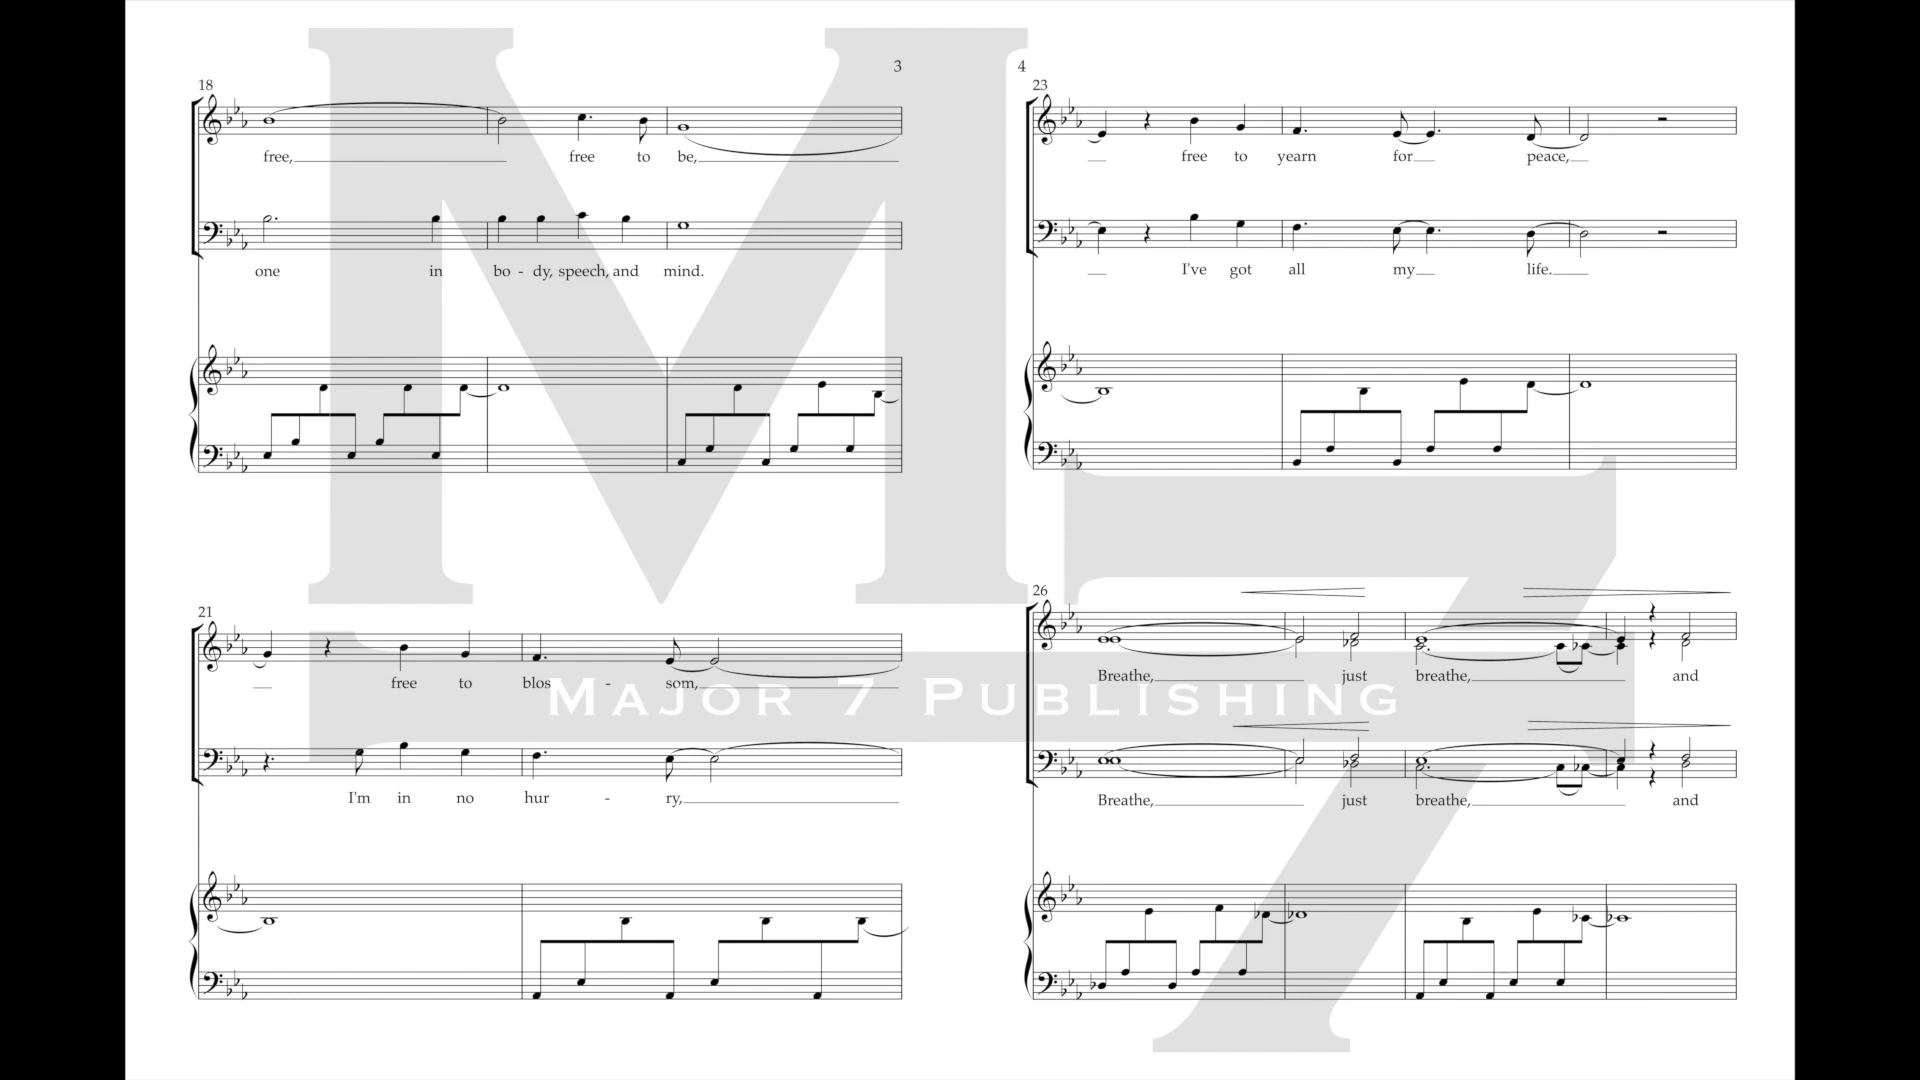 3
18
free, free to be,
one in bo - dy, speech, and mind.
21
free to blos - som,
I'm in no hur - ry,
4
23
free to yearn for peace,
I've got all my life.
26
Breathe, just breathe, and
Breathe, just breathe, and
M7
MAJOR 7 PUBLISHING